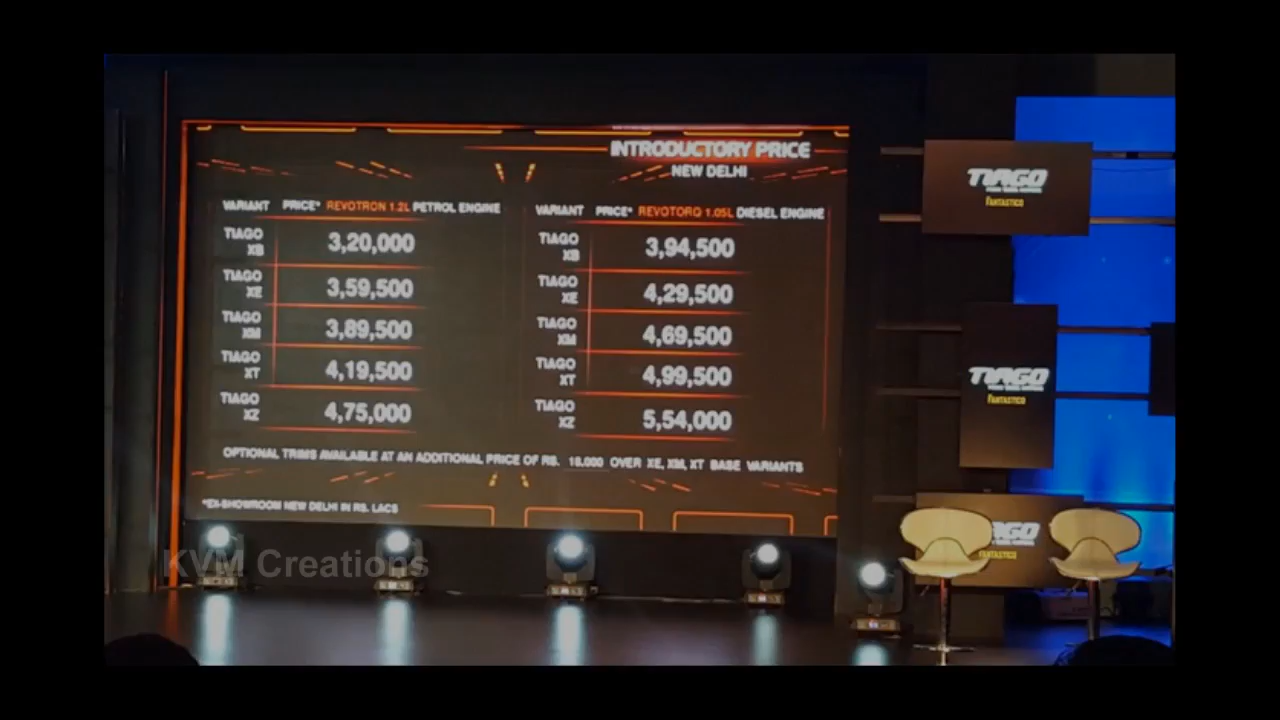 INTRODUCTORY PRICE
NEW DELHI
VARIANT PRICE* REVOTRON 1.2L PETROL ENGINE
TIAGO XB 3,20,000
TIAGO XE 3,59,500
TIAGO XM 3,89,500
TIAGO XT 4,19,500
TIAGO XZ 4,75,000
VARIANT PRICE* REVOTORQ 1.05L DIESEL ENGINE
TIAGO XB 3,94,500
TIAGO XE 4,29,500
TIAGO XM 4,69,500
TIAGO XT 4,99,500
TIAGO XZ 5,54,000
OPTIONAL TRIMS AVAILABLE AT AN ADDITIONAL PRICE OF RS. 16,000 OVER XE, XM, XT BASE VARIANTS
*EX-SHOWROOM NEW DELHI IN RS. LACS
TIAGO
FANTASTICO
TIAGO
FANTASTICO
TIAGO
FANTASTICO
KVM Creations